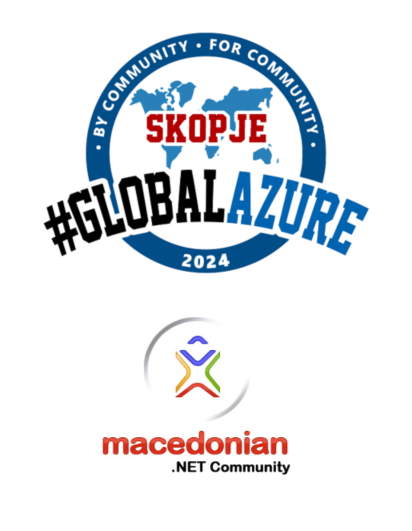 • BY COMMUNITY • FOR COMMUNITY •
SKOPJE
#GLOBALAZURE
2024
macedonian
.NET Community